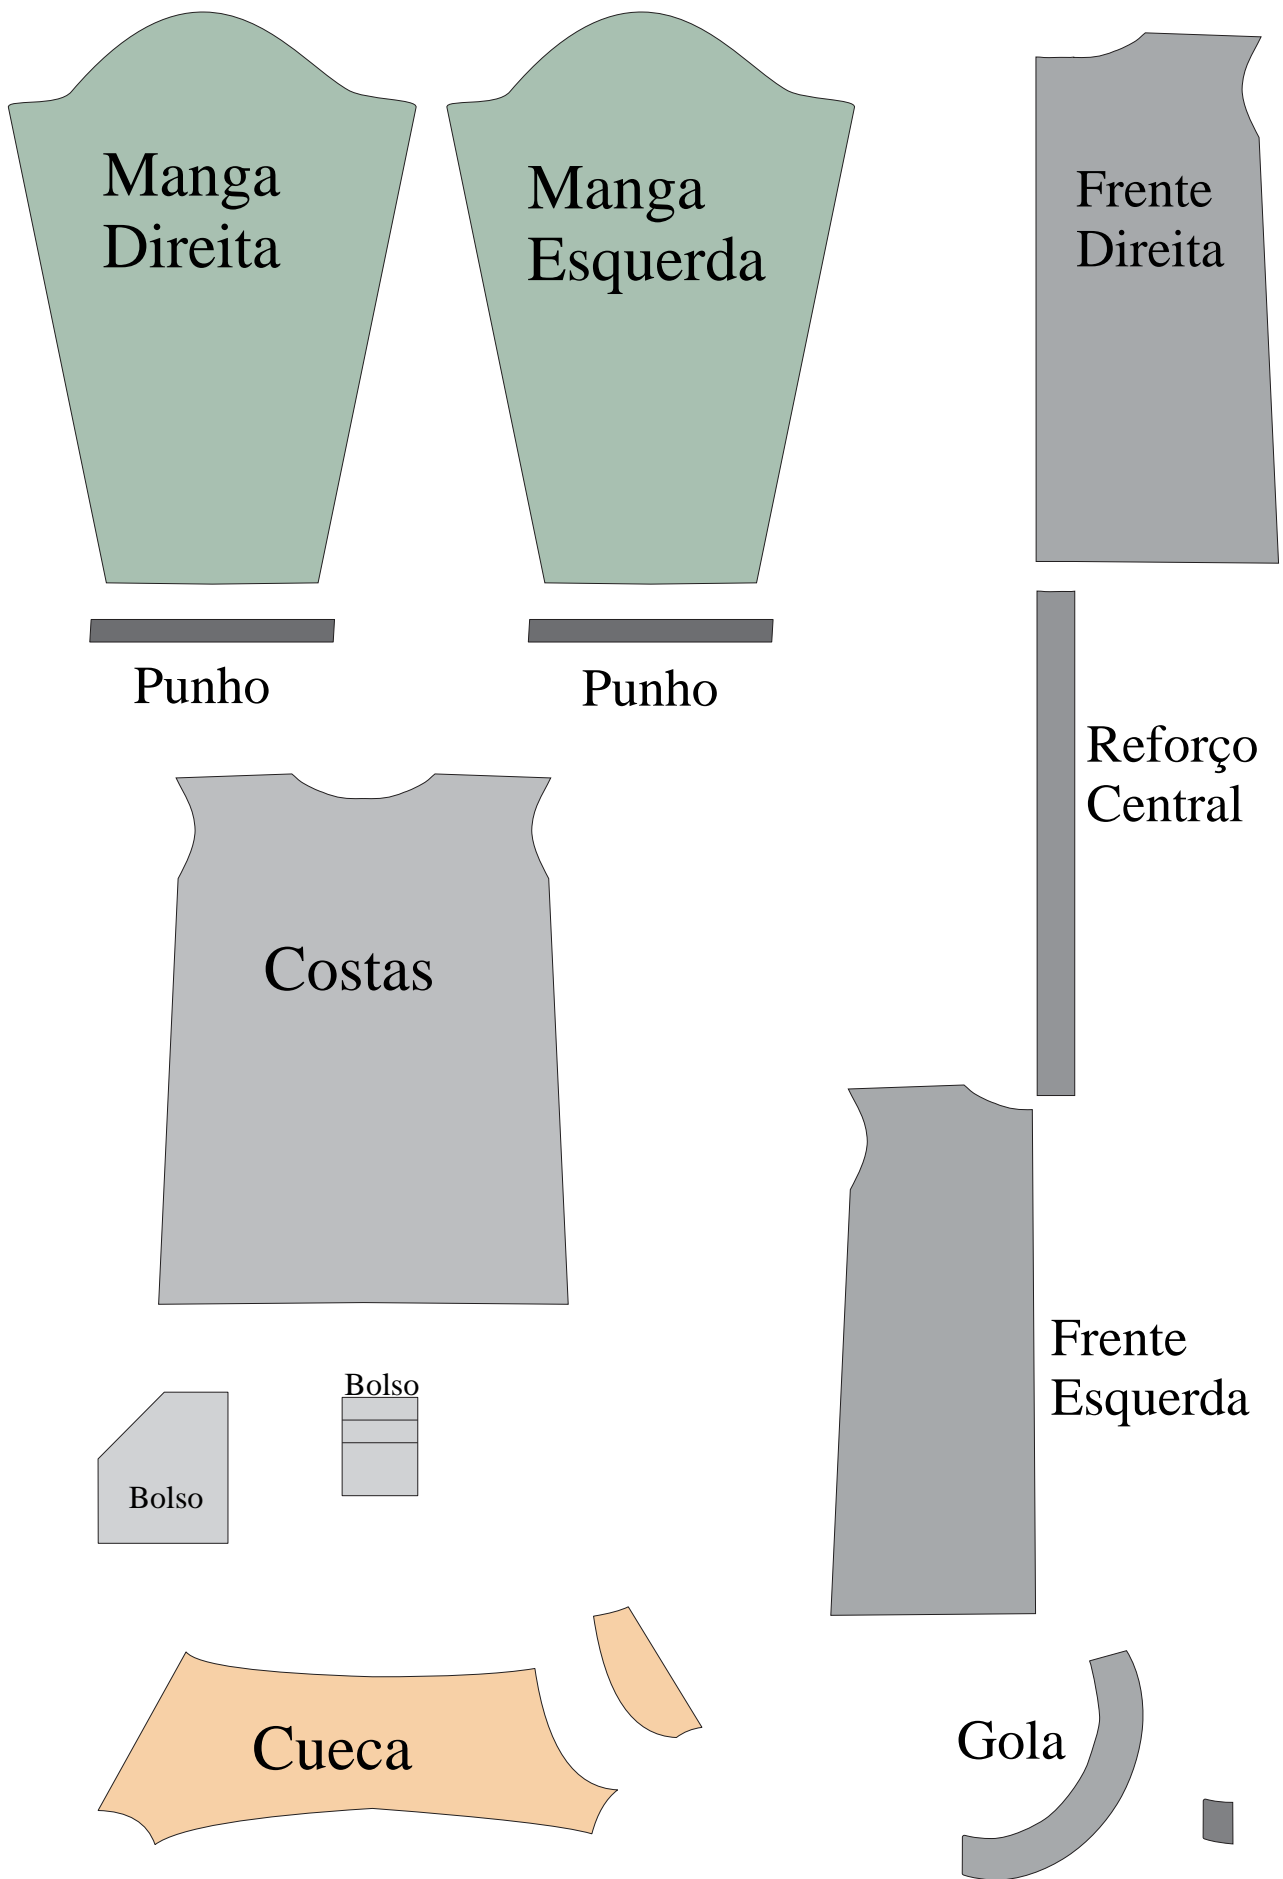 Manga
Direita
Manga
Esquerda
Frente
Direita
Punho
Punho
Reforço
Central
Costas
Frente
Esquerda
Bolso
Bolso
Cueca
Gola